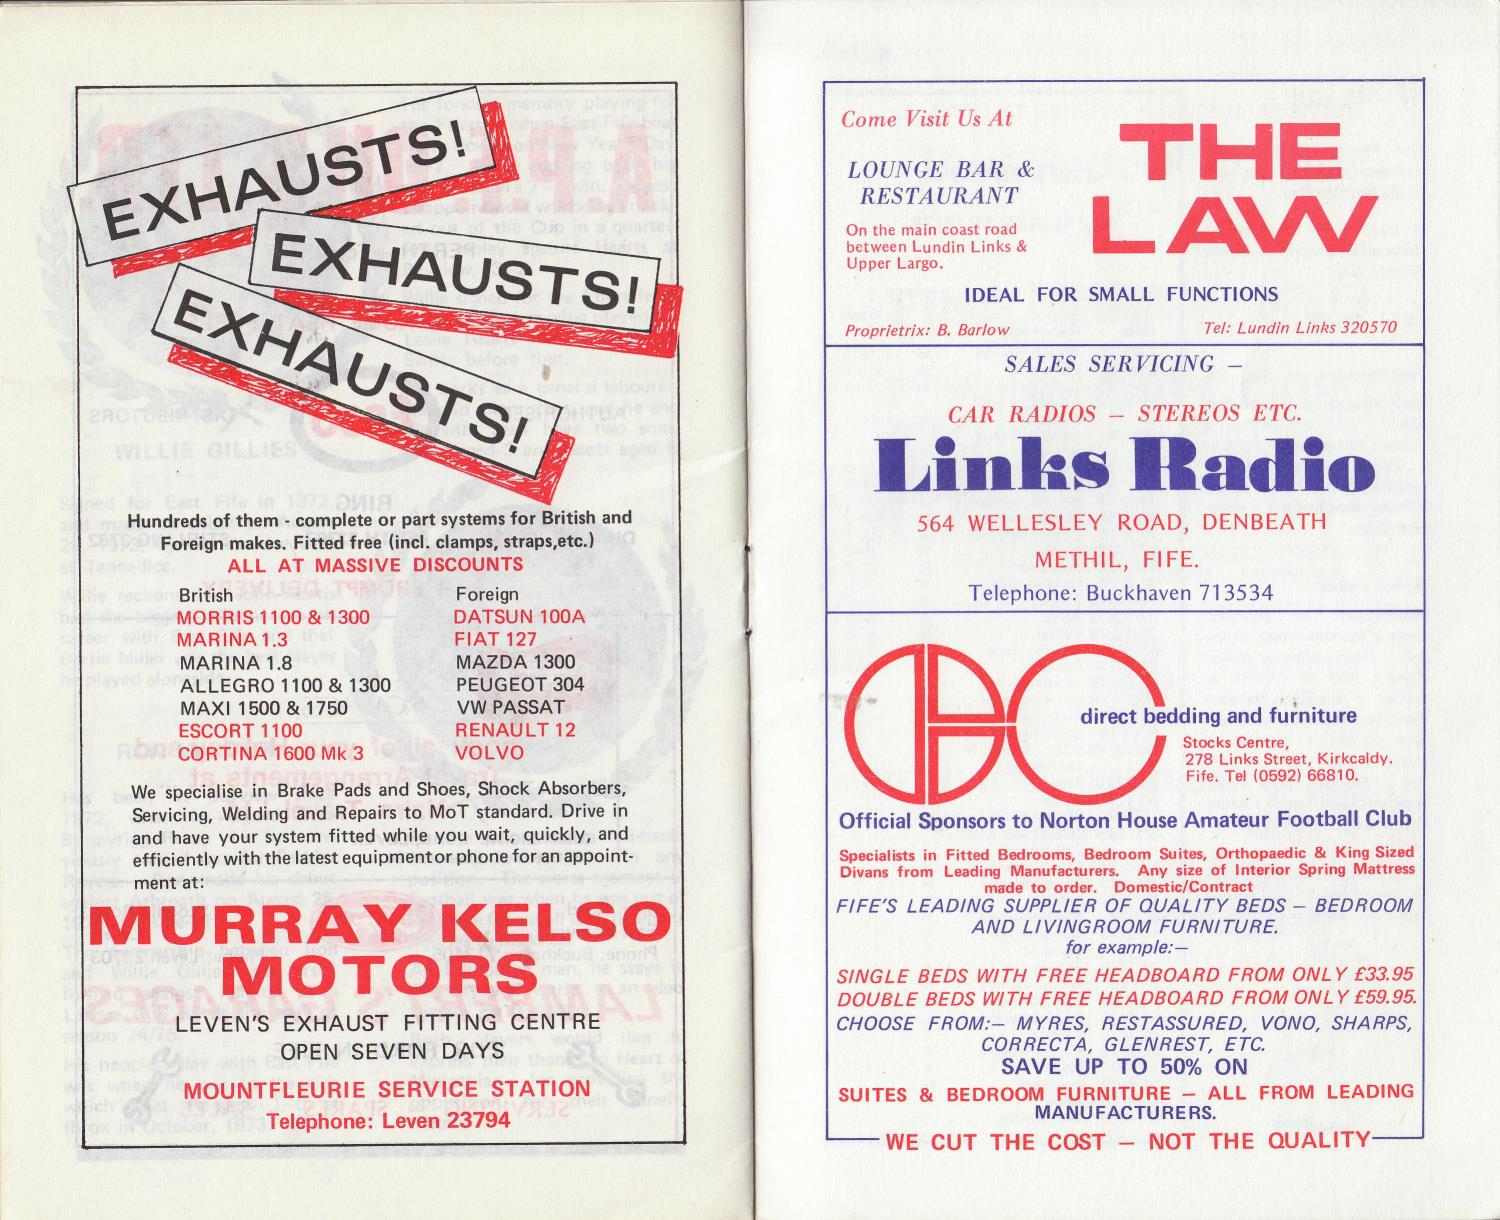 EXHAUSTS!
EXHAUSTS!
EXHAUSTS!
Hundreds of them - complete or part systems for British and
Foreign makes. Fitted free (incl. clamps, straps,etc.)
ALL AT MASSIVE DISCOUNTS
British Foreign
MORRIS 1100 & 1300 DATSUN 100A
MARINA 1.3 FIAT 127
MARINA 1.8 MAZDA 1300
ALLEGRO 1100 & 1300 PEUGEOT 304
MAXI 1500 & 1750 VW PASSAT
ESCORT 1100 RENAULT 12
CORTINA 1600 Mk 3 VOLVO
We specialise in Brake Pads and Shoes, Shock Absorbers,
Servicing, Welding and Repairs to MoT standard. Drive in
and have your system fitted while you wait, quickly, and
efficiently with the latest equipment or phone for an appoint-
ment at:
MURRAY KELSO
MOTORS
LEVEN'S EXHAUST FITTING CENTRE
OPEN SEVEN DAYS
MOUNTFLEURIE SERVICE STATION
Telephone: Leven 23794
Come Visit Us At
THE
LAW
LOUNGE BAR &
RESTAURANT
On the main coast road
between Lundin Links &
Upper Largo.
IDEAL FOR SMALL FUNCTIONS
Proprietrix: B. Barlow Tel: Lundin Links 320570
SALES SERVICING –
CAR RADIOS – STEREOS ETC.
Links Radio
564 WELLESLEY ROAD, DENBEATH
METHIL, FIFE.
Telephone: Buckhaven 713534
direct bedding and furniture
Stocks Centre,
278 Links Street, Kirkcaldy.
Fife. Tel (0592) 66810.
Official Sponsors to Norton House Amateur Football Club
Specialists in Fitted Bedrooms, Bedroom Suites, Orthopaedic & King Sized
Divans from Leading Manufacturers. Any size of Interior Spring Mattress
made to order. Domestic/Contract
FIFE'S LEADING SUPPLIER OF QUALITY BEDS – BEDROOM
AND LIVINGROOM FURNITURE.
for example:–
SINGLE BEDS WITH FREE HEADBOARD FROM ONLY £33.95
DOUBLE BEDS WITH FREE HEADBOARD FROM ONLY £59.95.
CHOOSE FROM:– MYRES, RESTASSURED, VONO, SHARPS,
CORRECTA, GLENREST, ETC.
SAVE UP TO 50% ON
SUITES & BEDROOM FURNITURE – ALL FROM LEADING
MANUFACTURERS.
WE CUT THE COST – NOT THE QUALITY